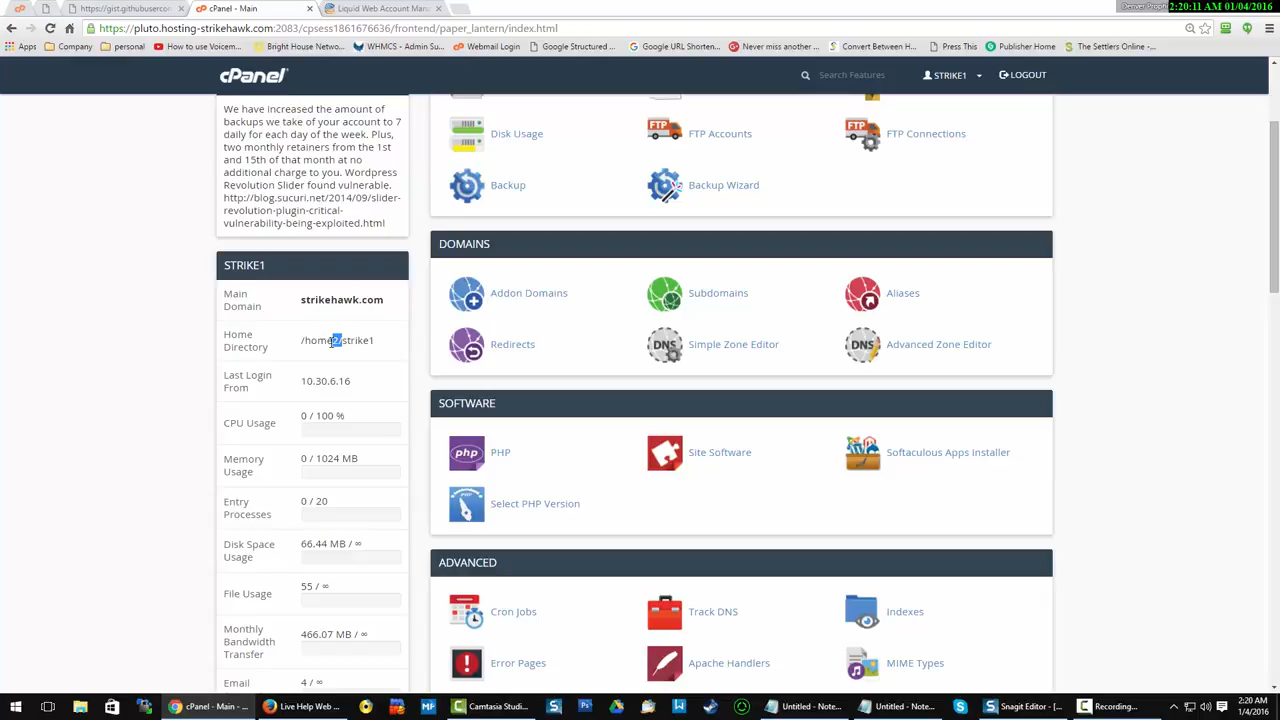 Denver Proph
2:20:11 AM 01/04/2016
https://gist.githubusercon
cPanel - Main
Liquid Web Account Man
https://pluto.hosting-strikehawk.com:2083/cpsess1861676636/frontend/paper_lantern/index.html
Apps
Company
personal
How to use Voicem...
Bright House Netwo...
WHMCS - Admin Su...
Webmail Login
Google Structured ...
Google URL Shorten...
Never miss another ...
Convert Between H...
Press This
Publisher Home
The Settlers Online -...
cPanel
Search Features
STRIKE1
LOGOUT
We have increased the amount of
backups we take of your account to 7
daily for each day of the week. Plus,
two monthly retainers from the 1st
and 15th of that month at no
additional charge to you. Wordpress
Revolution Slider found vulnerable.
http://blog.sucuri.net/2014/09/slider-
revolution-plugin-critical-
vulnerability-being-exploited.html
STRIKE1
Main
Domain
strikehawk.com
Home
Directory
/home2/strike1
Last Login
From
10.30.6.16
CPU Usage
0 / 100 %
Memory
Usage
0 / 1024 MB
Entry
Processes
0 / 20
Disk Space
Usage
66.44 MB / ∞
File Usage
55 / ∞
Monthly
Bandwidth
Transfer
466.07 MB / ∞
Email
4 / ∞
Disk Usage
FTP Accounts
FTP Connections
Backup
Backup Wizard
DOMAINS
Addon Domains
Subdomains
Aliases
Redirects
Simple Zone Editor
Advanced Zone Editor
SOFTWARE
PHP
Site Software
Softaculous Apps Installer
Select PHP Version
ADVANCED
Cron Jobs
Track DNS
Indexes
Error Pages
Apache Handlers
MIME Types
cPanel - Main - ...
Live Help Web ...
Camtasia Studi...
Untitled - Note...
Untitled - Note...
Snagit Editor - ...
Recording...
2:20 AM
1/4/2016